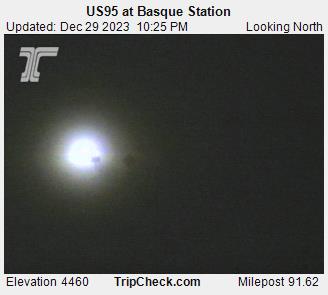 US95 at Basque Station
Updated: Dec 29 2023 10:25 PM Looking North
Elevation 4460 TripCheck.com Milepost 91.62